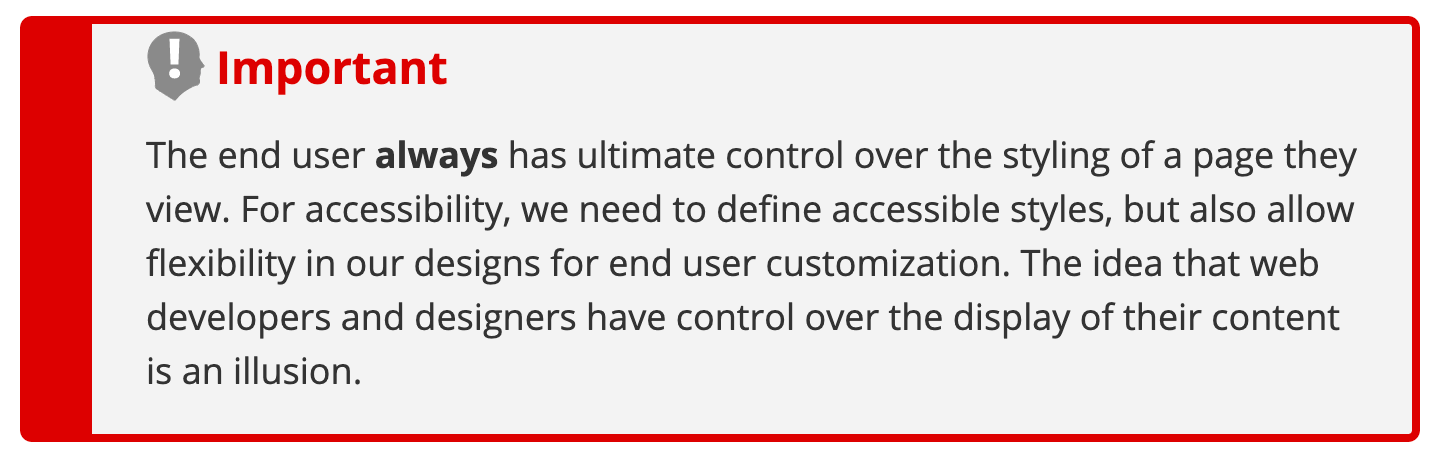 Important
The end user always has ultimate control over the styling of a page they
view. For accessibility, we need to define accessible styles, but also allow
flexibility in our designs for end user customization. The idea that web
developers and designers have control over the display of their content
is an illusion.